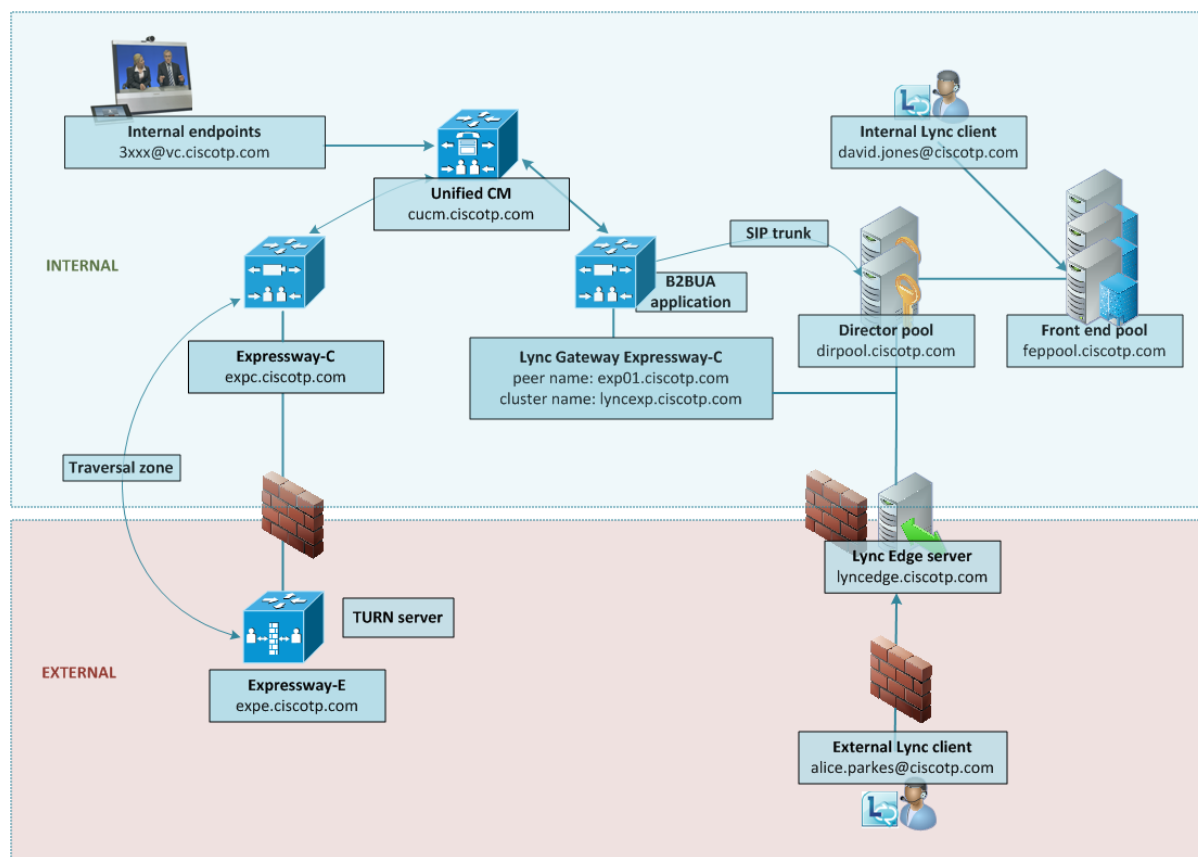 Internal endpoints
3xxx@vc.ciscotp.com
Internal Lync client
david.jones@ciscotp.com
Unified CM
cucm.ciscotp.com
SIP trunk
INTERNAL
B2BUA
application
Director pool
dirpool.ciscotp.com
Front end pool
feppool.ciscotp.com
Expressway-C
expc.ciscotp.com
Lync Gateway Expressway-C
peer name: exp01.ciscotp.com
cluster name: lyncexp.ciscotp.com
Traversal zone
Lync Edge server
lyncedge.ciscotp.com
TURN server
EXTERNAL
Expressway-E
expe.ciscotp.com
External Lync client
alice.parkes@ciscotp.com